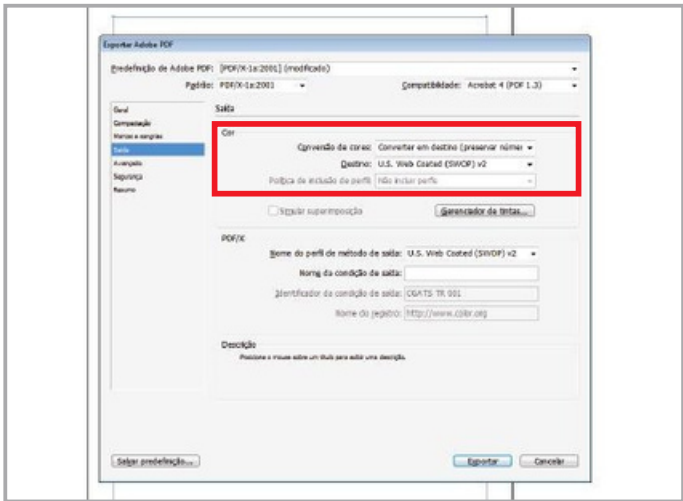 Exportar Adobe PDF
Predefinição de Adobe PDF: [PDF/X-1a:2001] (modificado)
Padrão: PDF/X-1a:2001 Compatibilidade: Acrobat 4 (PDF 1.3)
Geral
Compactação
Marcas e sangrias
Saída
Avançado
Segurança
Resumo
Saída
Cor
Conversão de cores: Converter em destino (preservar númer
Destino: U.S. Web Coated (SWOP) v2
Política de inclusão de perfil: Não incluir perfis
Simular superimposição Gerenciador de tintas...
PDF/X
Nome do perfil de método de saída: U.S. Web Coated (SWOP) v2
Nome da condição de saída:
Identificador da condição de saída: CGATS TR 001
Nome do registro: http://www.color.org
Descrição
Posicione o mouse sobre um título para exibir uma descrição.
Salvar predefinição... Exportar Cancelar